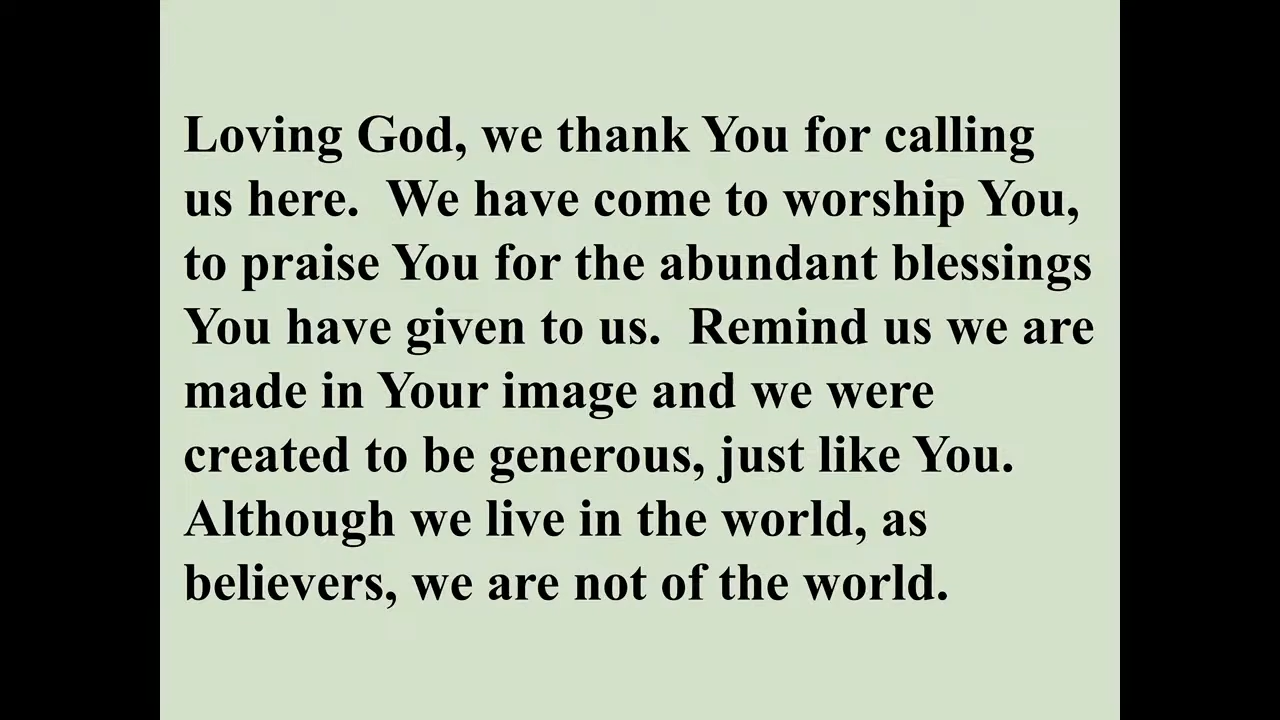 Loving God, we thank You for calling
us here.  We have come to worship You,
to praise You for the abundant blessings
You have given to us.  Remind us we are
made in Your image and we were
created to be generous, just like You.
Although we live in the world, as
believers, we are not of the world.